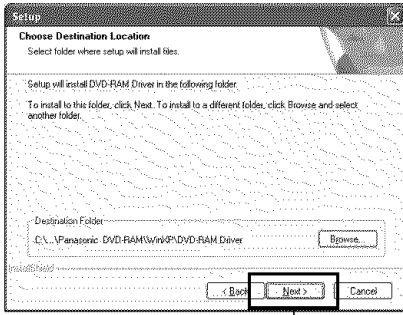 Setup
Choose Destination Location
Select folder where setup will install files.
Setup will install DVD-RAM Driver in the following folder.
To install to this folder, click Next. To install to a different folder, click Browse and select
another folder.
Destination Folder
C:\...\Panasonic DVD-RAM\WinXP\DVD-RAM Driver
Browse...
InstallShield
< Back
Next >
Cancel